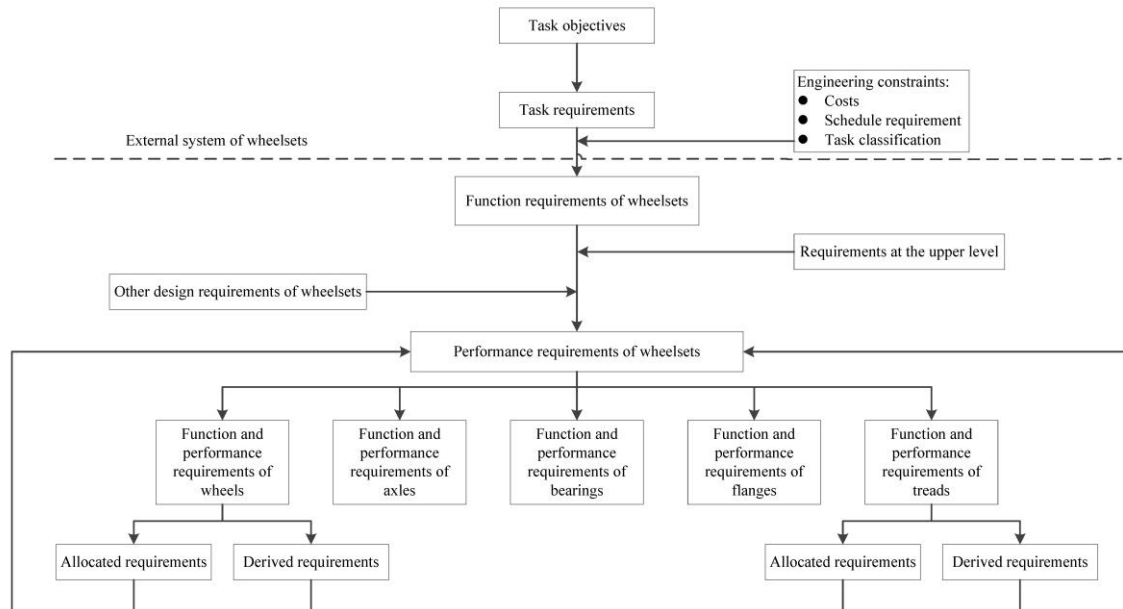 Task objectives
Engineering constraints:
● Costs
● Schedule requirement
● Task classification
Task requirements
External system of wheelsets
Function requirements of wheelsets
Requirements at the upper level
Other design requirements of wheelsets
Performance requirements of wheelsets
Function and
performance
requirements of
wheels
Function and
performance
requirements of
axles
Function and
performance
requirements of
bearings
Function and
performance
requirements of
flanges
Function and
performance
requirements of
treads
Allocated requirements
Derived requirements
Allocated requirements
Derived requirements